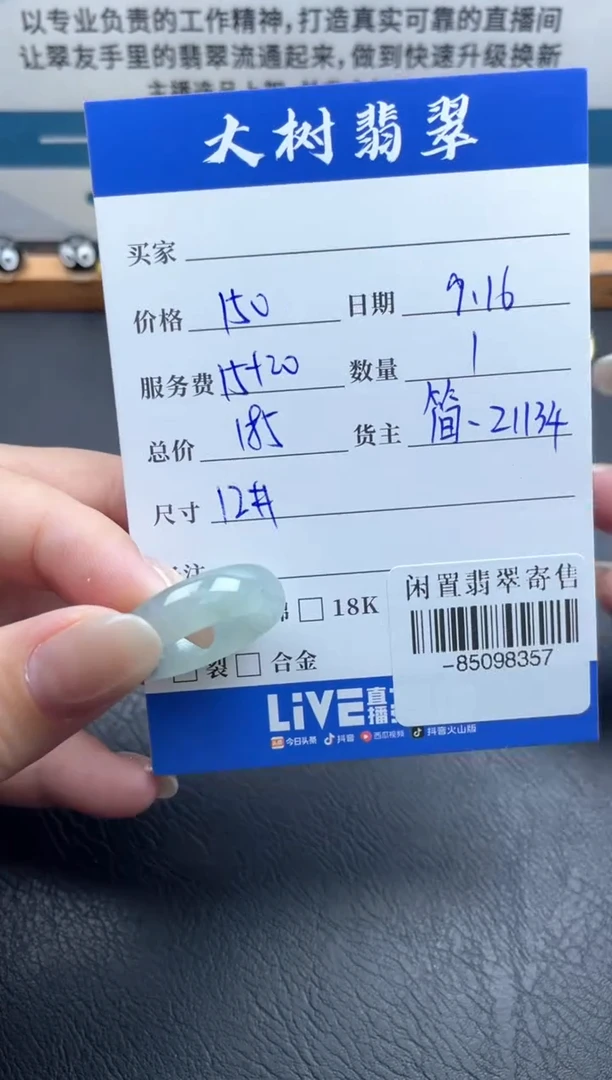 以专业负责的工作精神，打造真实可靠的直播间
让翠友手里的翡翠流通起来，做到快速升级换新
大树翡翠
买家
价格 150 日期 9.16
服务费 15+20 数量 1
总价 185 货主 简-21134
尺寸 12#
注
棉 □ 18K
□ 裂 □ 合金
闲置翡翠寄售
-85098357
LiVE 直播
今日头条 抖音 西瓜视频 抖音火山版